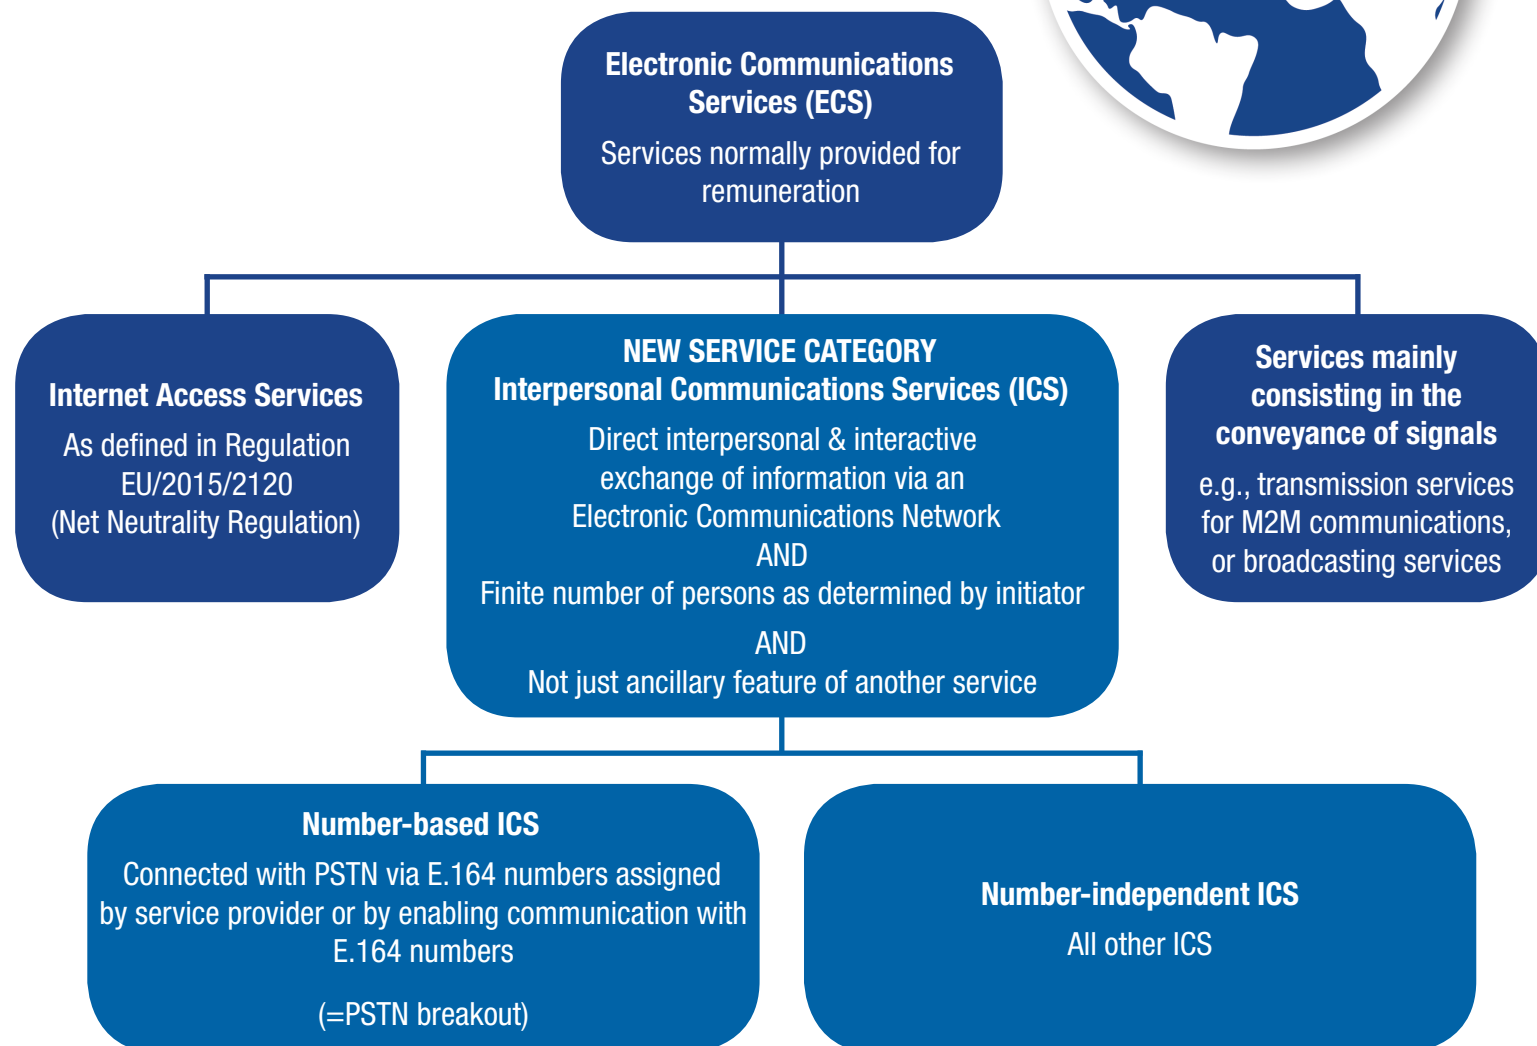 Electronic Communications
Services (ECS)
Services normally provided for
remuneration
Internet Access Services
As defined in Regulation
EU/2015/2120
(Net Neutrality Regulation)
NEW SERVICE CATEGORY
Interpersonal Communications Services (ICS)
Direct interpersonal & interactive
exchange of information via an
Electronic Communications Network
AND
Finite number of persons as determined by initiator
AND
Not just ancillary feature of another service
Services mainly
consisting in the
conveyance of signals
e.g., transmission services
for M2M communications,
or broadcasting services
Number-based ICS
Connected with PSTN via E.164 numbers assigned
by service provider or by enabling communication with
E.164 numbers
(=PSTN breakout)
Number-independent ICS
All other ICS